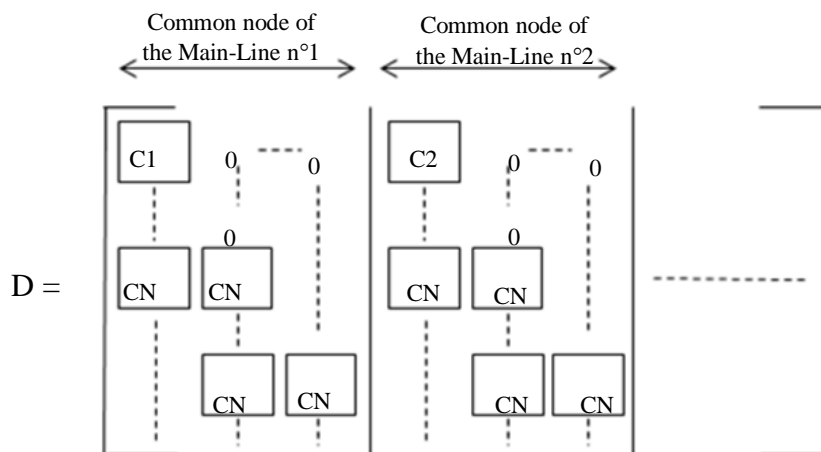 Common node of
the Main-Line n°1
Common node of
the Main-Line n°2
C1 0 0 C2 0 0
0 0
D =
CN CN CN CN
CN CN CN CN